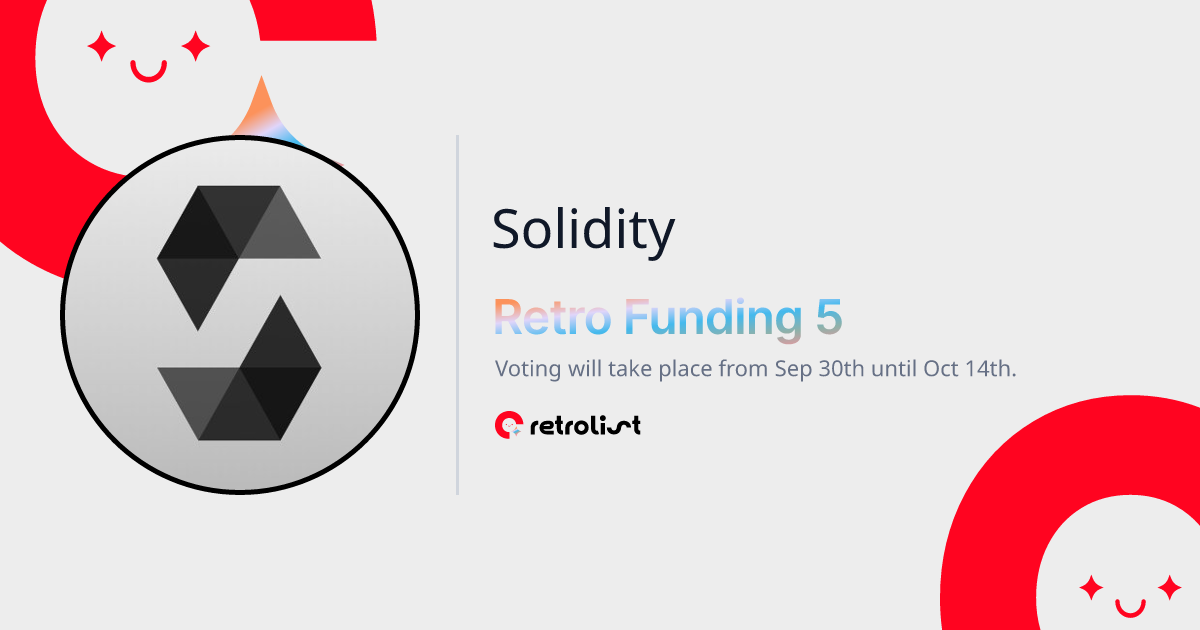 Solidity
Retro Funding 5
Voting will take place from Sep 30th until Oct 14th.
retrolist